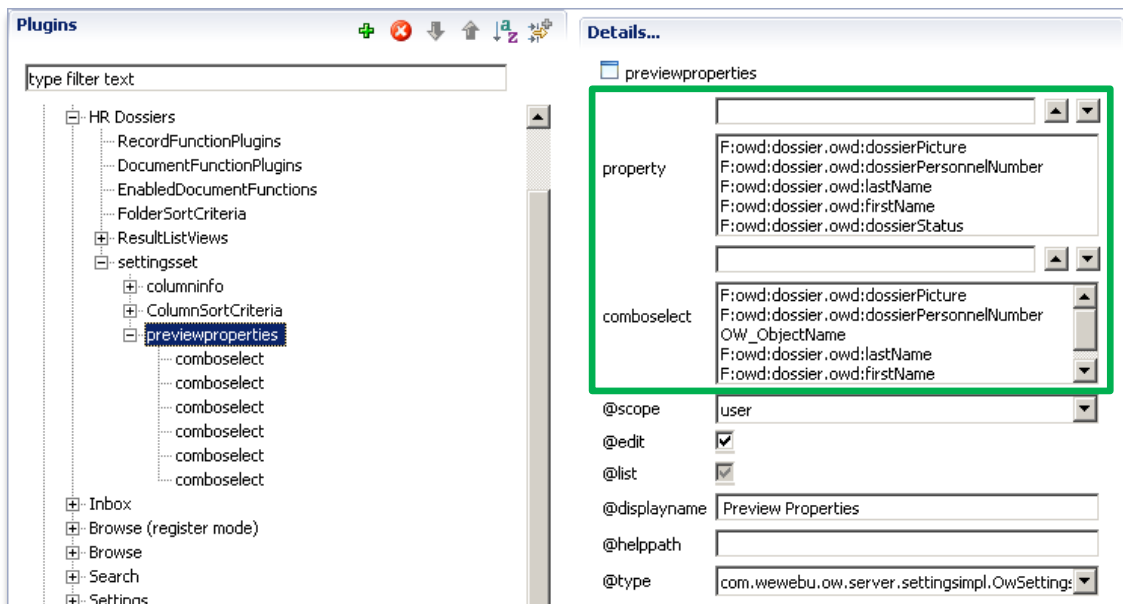 Plugins
type filter text
HR Dossiers
RecordFunctionPlugins
DocumentFunctionPlugins
EnabledDocumentFunctions
FolderSortCriteria
ResultListViews
settingsset
columninfo
ColumnSortCriteria
previewproperties
comboselect
comboselect
comboselect
comboselect
comboselect
comboselect
Inbox
Browse (register mode)
Browse
Search
Settings
Details...
previewproperties
property
F:owd:dossier.owd:dossierPicture
F:owd:dossier.owd:dossierPersonnelNumber
F:owd:dossier.owd:lastName
F:owd:dossier.owd:firstName
F:owd:dossier.owd:dossierStatus
comboselect
F:owd:dossier.owd:dossierPicture
F:owd:dossier.owd:dossierPersonnelNumber
OW_ObjectName
F:owd:dossier.owd:lastName
F:owd:dossier.owd:firstName
@scope user
@edit
@list
@displayname Preview Properties
@helppath
@type com.wewebu.ow.server.settingsimpl.OwSettings